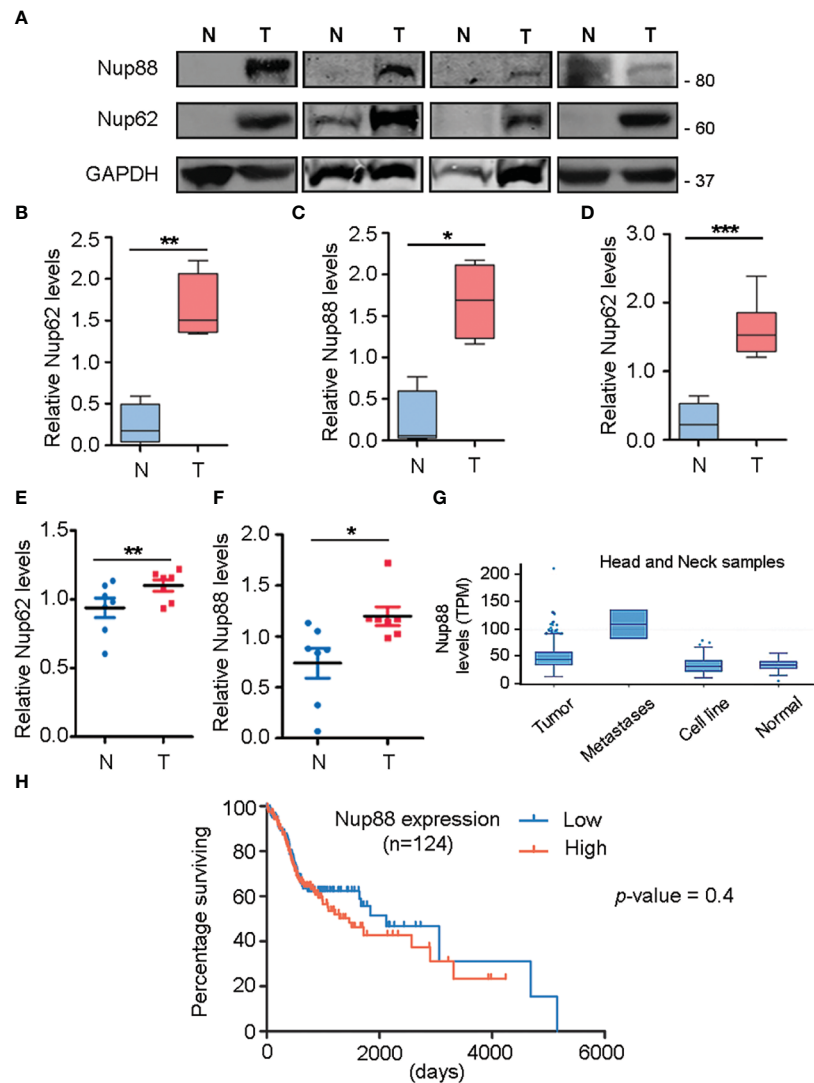 A
N T N T N T N T
Nup88
- 80
Nup62
- 60
GAPDH
- 37
B
Relative Nup62 levels
2.5
2.0
1.5
1.0
0.5
0.0
**
N T
C
Relative Nup88 levels
2.5
2.0
1.5
1.0
0.5
0.0
*
N T
D
Relative Nup62 levels
3.0
2.0
1.0
0.0
***
N T
E
Relative Nup62 levels
1.5
1.0
0.5
0.0
**
N T
F
Relative Nup88 levels
2.0
1.5
1.0
0.5
0.0
*
N T
G
Head and Neck samples
Nup88
levels (TPM)
200
150
100
50
0
Tumor
Metastases
Cell line
Normal
H
Percentage surviving
100
80
60
40
20
0
Nup88 expression
(n=124)
Low
High
p-value = 0.4
0 2000 4000 6000
(days)